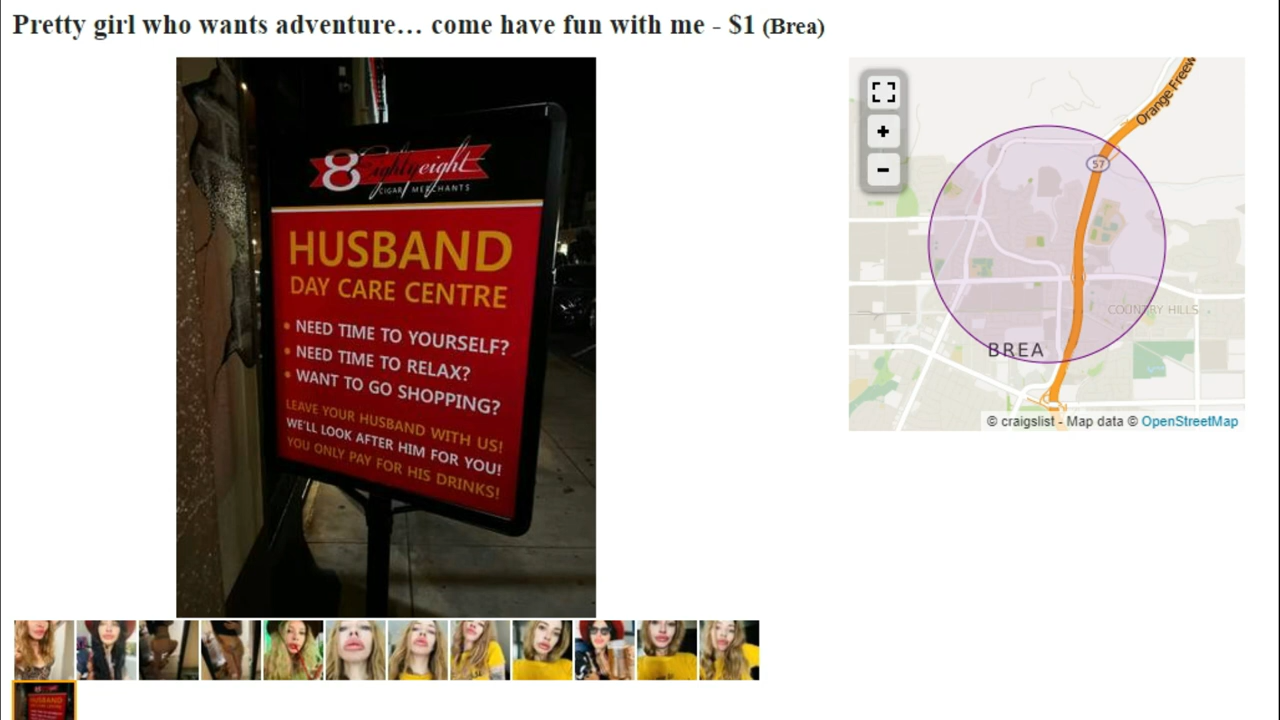 Pretty girl who wants adventure… come have fun with me - $1 (Brea)
8 Eightyeight
CIGAR MERCHANTS
HUSBAND
DAY CARE CENTRE
• NEED TIME TO YOURSELF?
• NEED TIME TO RELAX?
• WANT TO GO SHOPPING?
LEAVE YOUR HUSBAND WITH US!
WE'LL LOOK AFTER HIM FOR YOU!
YOU ONLY PAY FOR HIS DRINKS!
+
-
Orange Freew
57
COUNTRY HILLS
BREA
© craigslist - Map data © OpenStreetMap
HUSBAND